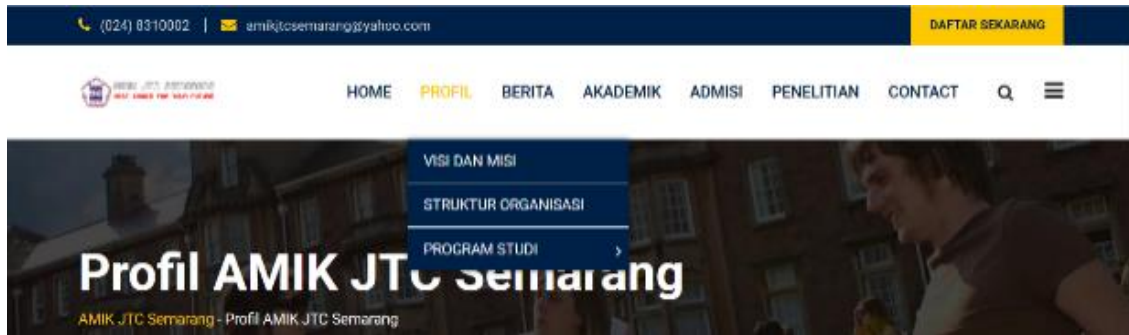 (024) 8310002 | amikjtcsemarang@yahoo.com DAFTAR SEKARANG
HOME PROFIL BERITA AKADEMIK ADMISI PENELITIAN CONTACT
VISI DAN MISI
STRUKTUR ORGANISASI
PROGRAM STUDI
Profil AMIK JTC Semarang
AMIK JTC Semarang - Profil AMIK JTC Semarang